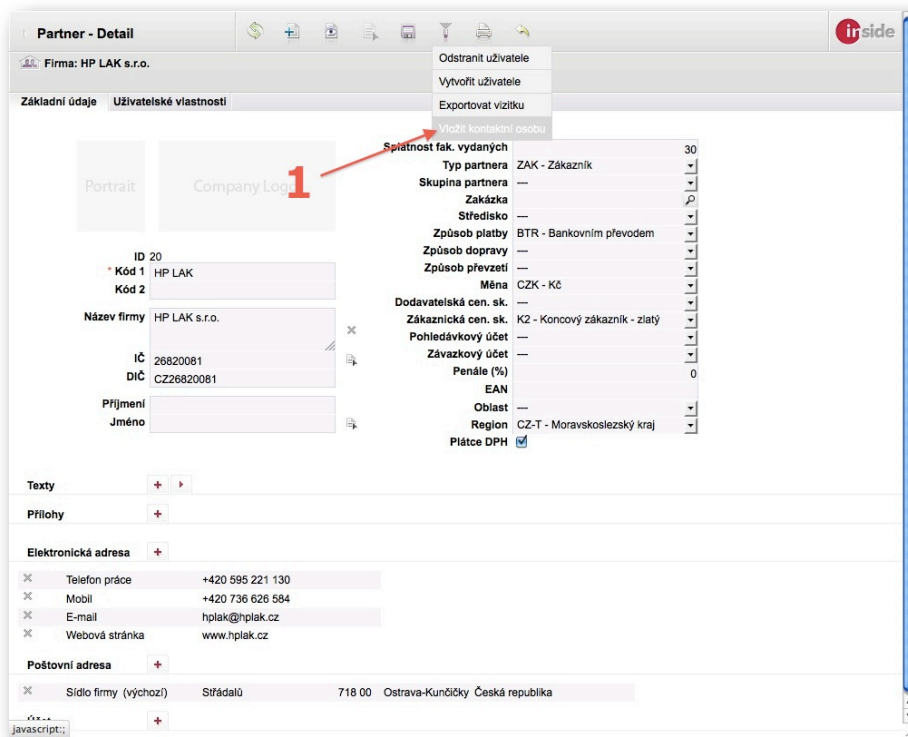 Partner - Detail
inside
Firma: HP LAK s.r.o.
Odstranit uživatele
Vytvořit uživatele
Exportovat vizitku
Vložit kontaktní osobu
Základní údaje Uživatelské vlastnosti
1
Portrait
Company Logo
Splatnost fak. vydaných 30
Typ partnera ZAK - Zákazník
Skupina partnera ---
Zakázka
Středisko ---
Způsob platby BTR - Bankovním převodem
Způsob dopravy ---
Způsob převzetí ---
Měna CZK - Kč
Dodavatelská cen. sk. ---
Zákaznická cen. sk. K2 - Koncový zákazník - zlatý
Pohledávkový účet ---
Závazkový účet ---
Penále (%) 0
EAN
Oblast ---
Region CZ-T - Moravskoslezský kraj
Plátce DPH
ID 20
* Kód 1 HP LAK
Kód 2
Název firmy HP LAK s.r.o.
IČ 26820081
DIČ CZ26820081
Příjmení
Jméno
Texty
Přílohy
Elektronická adresa
Telefon práce +420 595 221 130
Mobil +420 736 626 584
E-mail hplak@hplak.cz
Webová stránka www.hplak.cz
Poštovní adresa
Sídlo firmy (výchozí) Střádalů 718 00 Ostrava-Kunčičky Česká republika
javascript:;